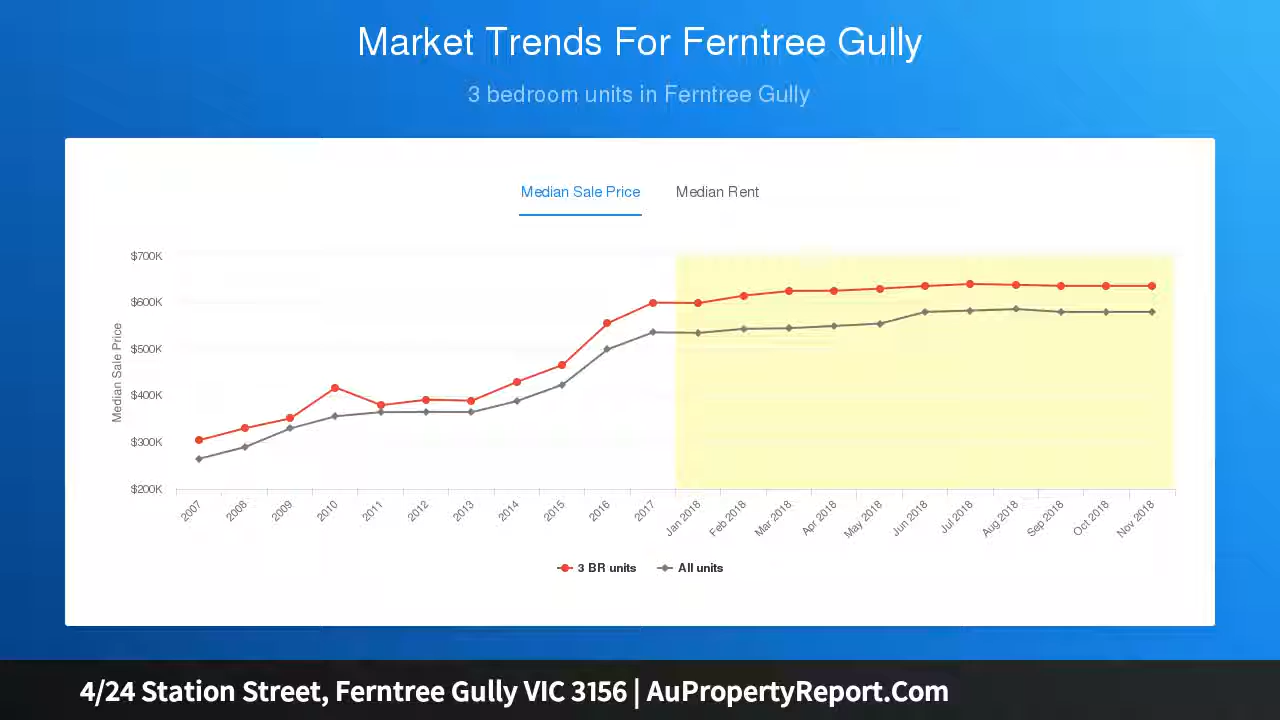 Market Trends For Ferntree Gully
3 bedroom units in Ferntree Gully
Median Sale Price Median Rent
Median Sale Price
$700K
$600K
$500K
$400K
$300K
$200K
2007 2008 2009 2010 2011 2012 2013 2014 2015 2016 2017 Jan 2018 Feb 2018 Mar 2018 Apr 2018 May 2018 Jun 2018 Jul 2018 Aug 2018 Sep 2018 Oct 2018 Nov 2018
3 BR units All units
4/24 Station Street, Ferntree Gully VIC 3156 | AuPropertyReport.Com